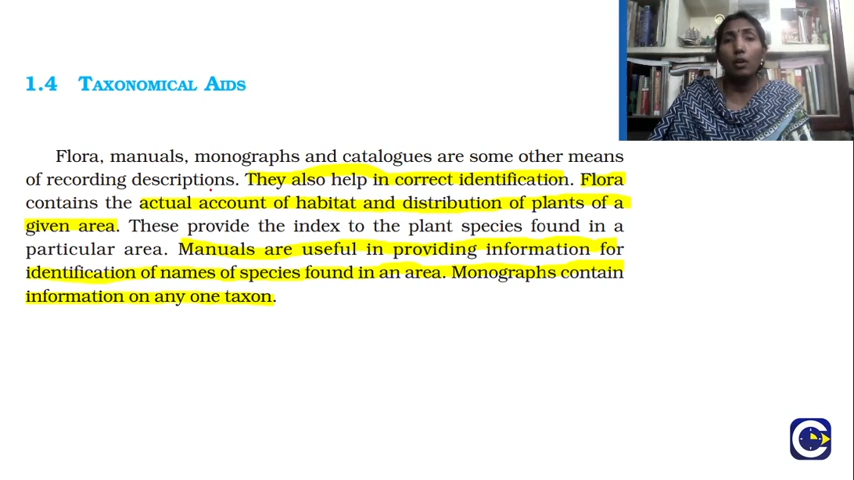 1.4 Taxonomical Aids
Flora, manuals, monographs and catalogues are some other means
of recording descriptions. They also help in correct identification. Flora
contains the actual account of habitat and distribution of plants of a
given area. These provide the index to the plant species found in a
particular area. Manuals are useful in providing information for
identification of names of species found in an area. Monographs contain
information on any one taxon.